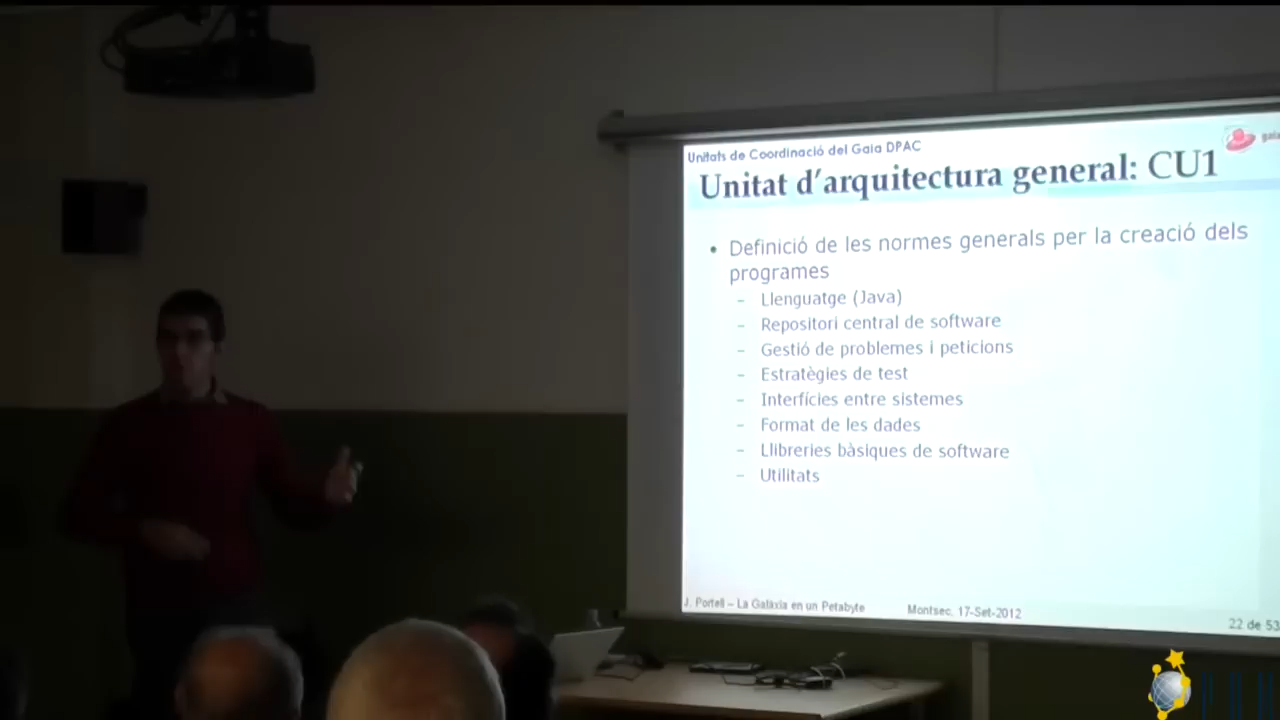 Unitats de Coordinació del Gaia DPAC
Unitat d'arquitectura general: CU1
• Definició de les normes generals per la creació dels
programes
– Llenguatge (Java)
– Repositori central de software
– Gestió de problemes i peticions
– Estratègies de test
– Interfícies entre sistemes
– Format de les dades
– Llibreries bàsiques de software
– Utilitats
J. Portell – La Galàxia en un Petabyte
Montsec, 17-Set-2012
22 de 53